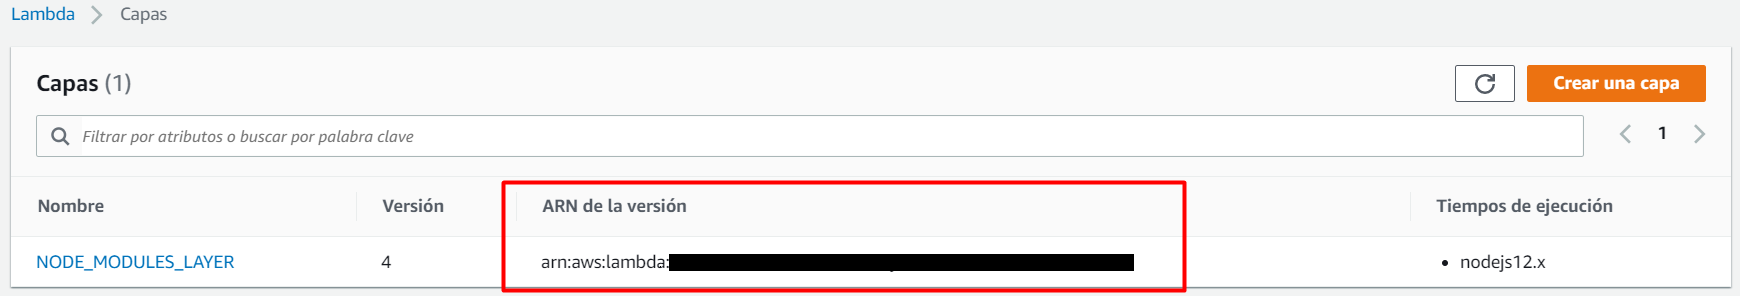 Lambda > Capas
Capas (1)
Crear una capa
Filtrar por atributos o buscar por palabra clave
< 1 >
Nombre Versión ARN de la versión Tiempos de ejecución
NODE_MODULES_LAYER 4 arn:aws:lambda: • nodejs12.x